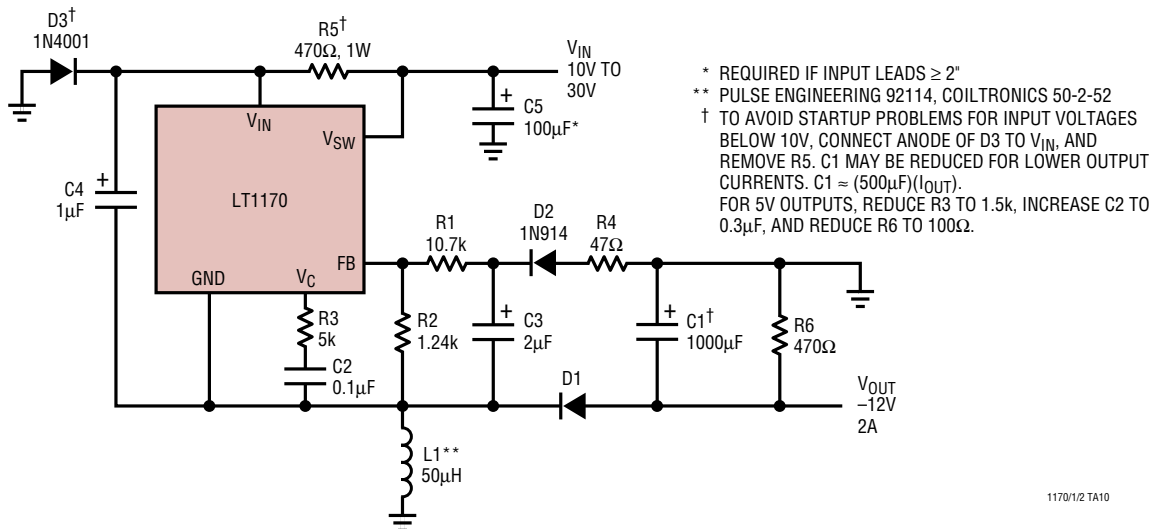 D3†
1N4001
R5†
470Ω, 1W
VIN
10V TO
30V
+
C5
100μF*
VIN
VSW
LT1170
GND
VC
FB
+
C4
1μF
R3
5k
C2
0.1μF
R1
10.7k
D2
1N914
R4
47Ω
R2
1.24k
+
C3
2μF
+
C1†
1000μF
R6
470Ω
D1
VOUT
–12V
2A
L1**
50μH
* REQUIRED IF INPUT LEADS ≥ 2"
** PULSE ENGINEERING 92114, COILTRONICS 50-2-52
† TO AVOID STARTUP PROBLEMS FOR INPUT VOLTAGES
BELOW 10V, CONNECT ANODE OF D3 TO VIN, AND
REMOVE R5. C1 MAY BE REDUCED FOR LOWER OUTPUT
CURRENTS. C1 ≈ (500μF)(IOUT).
FOR 5V OUTPUTS, REDUCE R3 TO 1.5k, INCREASE C2 TO
0.3μF, AND REDUCE R6 TO 100Ω.
1170/1/2 TA10